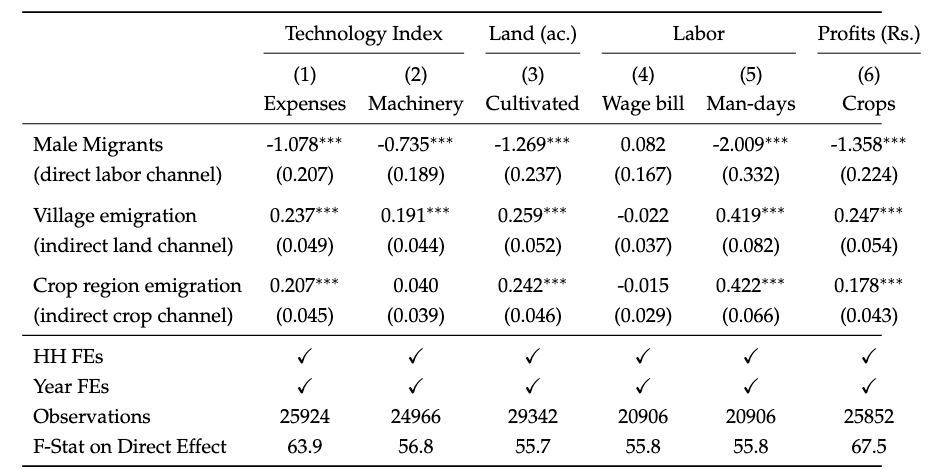 Technology Index Land (ac.) Labor Profits (Rs.)
(1) (2) (3) (4) (5) (6)
Expenses Machinery Cultivated Wage bill Man-days Crops
Male Migrants -1.078*** -0.735*** -1.269*** 0.082 -2.009*** -1.358***
(direct labor channel) (0.207) (0.189) (0.237) (0.167) (0.332) (0.224)
Village emigration 0.237*** 0.191*** 0.259*** -0.022 0.419*** 0.247***
(indirect land channel) (0.049) (0.044) (0.052) (0.037) (0.082) (0.054)
Crop region emigration 0.207*** 0.040 0.242*** -0.015 0.422*** 0.178***
(indirect crop channel) (0.045) (0.039) (0.046) (0.029) (0.066) (0.043)
HH FEs ✓ ✓ ✓ ✓ ✓ ✓
Year FEs ✓ ✓ ✓ ✓ ✓ ✓
Observations 25924 24966 29342 20906 20906 25852
F-Stat on Direct Effect 63.9 56.8 55.7 55.8 55.8 67.5